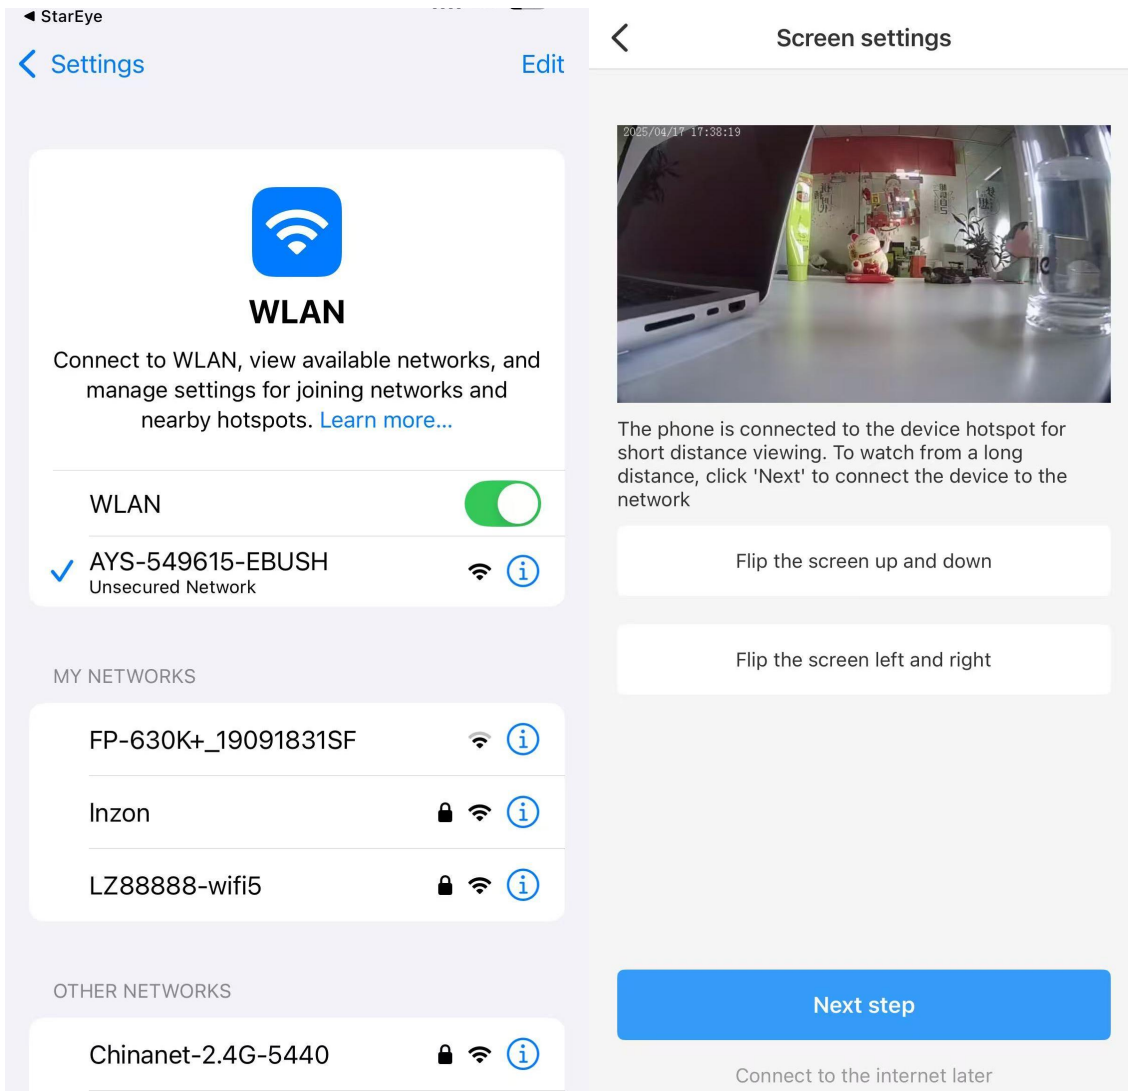 ◀ StarEye
Settings
Edit
WLAN
Connect to WLAN, view available networks, and
manage settings for joining networks and
nearby hotspots. Learn more...
WLAN
AYS-549615-EBUSH
Unsecured Network
MY NETWORKS
FP-630K+_19091831SF
Inzon
LZ88888-wifi5
OTHER NETWORKS
Chinanet-2.4G-5440
Screen settings
2025/04/17 17:38:19
The phone is connected to the device hotspot for
short distance viewing. To watch from a long
distance, click 'Next' to connect the device to the
network
Flip the screen up and down
Flip the screen left and right
Next step
Connect to the internet later